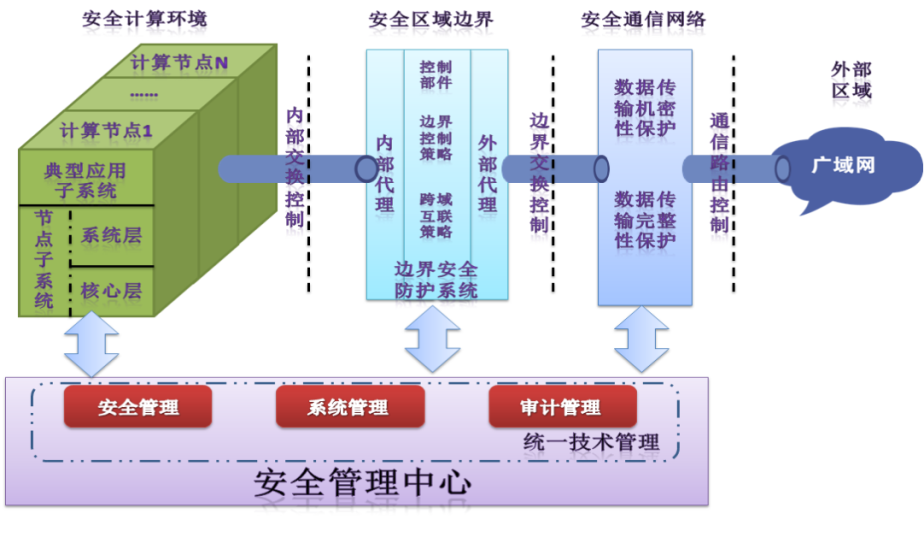 安全计算环境
安全区域边界
安全通信网络
外部
区域
计算节点N
……
计算节点1
典型应用
子系统
节点子系统
系统层
核心层
内部交换控制
内部代理
控制
部件
边界
控制
策略
跨域
互联
策略
外部代理
边界安全
防护系统
边界交换控制
数据传
输机密
性保护
数据传
输完整
性保护
通信路由控制
广域网
安全管理
系统管理
审计管理
统一技术管理
安全管理中心